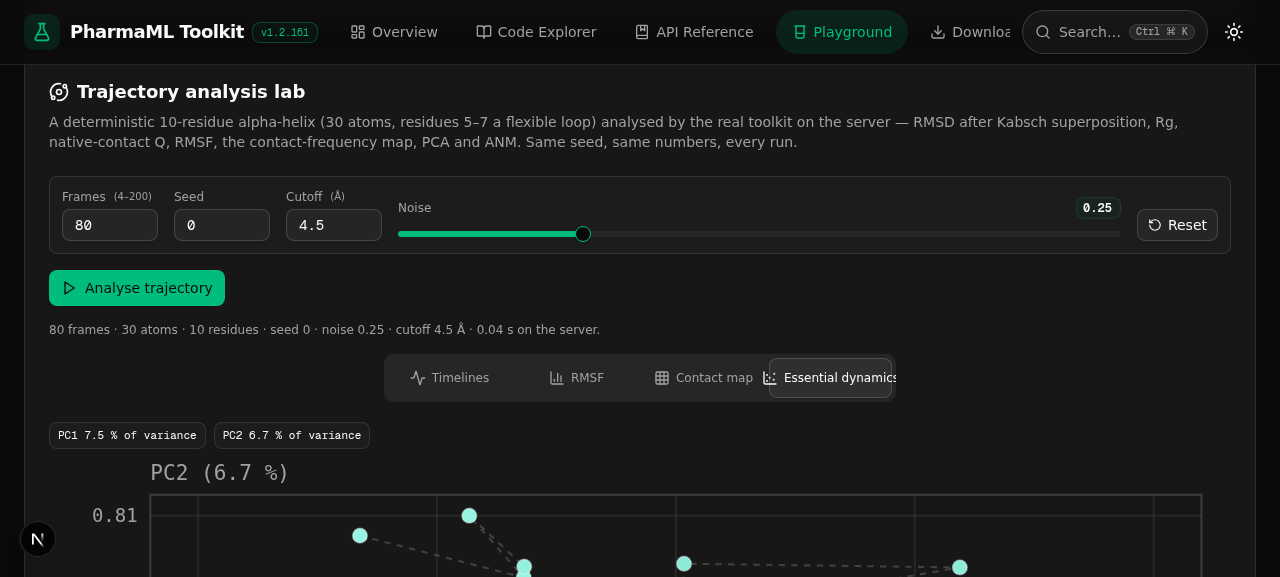 PharmaML Toolkit v1.2.161 Overview Code Explorer API Reference Playground Downloa Search... Ctrl ⌘ K
Trajectory analysis lab
A deterministic 10-residue alpha-helix (30 atoms, residues 5–7 a flexible loop) analysed by the real toolkit on the server — RMSD after Kabsch superposition, Rg,
native-contact Q, RMSF, the contact-frequency map, PCA and ANM. Same seed, same numbers, every run.
Frames (4–200) Seed Cutoff (Å) Noise 0.25
80 0 4.5 Reset
Analyse trajectory
80 frames · 30 atoms · 10 residues · seed 0 · noise 0.25 · cutoff 4.5 Å · 0.04 s on the server.
Timelines RMSF Contact map Essential dynamics
PC1 7.5 % of variance PC2 6.7 % of variance
PC2 (6.7 %)
0.81
N